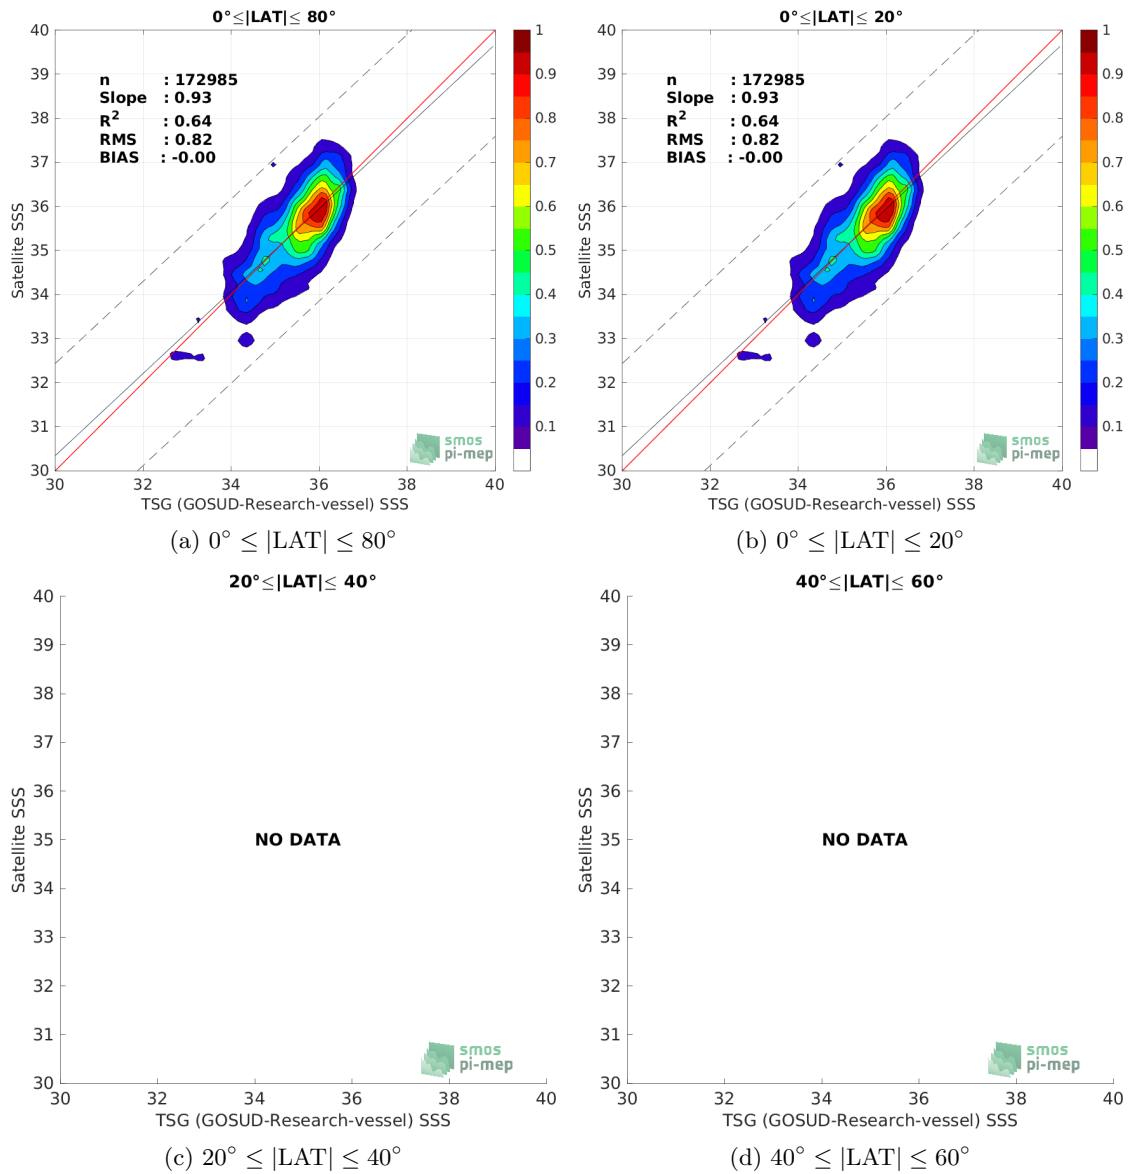 0°≤|LAT|≤ 80°
40
39
38
37
36
35
34
33
32
31
30
Satellite SSS
n : 172985
Slope : 0.93
R2 : 0.64
RMS : 0.82
BIAS : -0.00
smos
pi-mep
30 32 34 36 38 40
TSG (GOSUD-Research-vessel) SSS
1
0.9
0.8
0.7
0.6
0.5
0.4
0.3
0.2
0.1
(a) 0° ≤ |LAT| ≤ 80°
0°≤|LAT|≤ 20°
40
39
38
37
36
35
34
33
32
31
30
Satellite SSS
n : 172985
Slope : 0.93
R2 : 0.64
RMS : 0.82
BIAS : -0.00
smos
pi-mep
30 32 34 36 38 40
TSG (GOSUD-Research-vessel) SSS
1
0.9
0.8
0.7
0.6
0.5
0.4
0.3
0.2
0.1
(b) 0° ≤ |LAT| ≤ 20°
20°≤|LAT|≤ 40°
40
39
38
37
36
35
34
33
32
31
30
Satellite SSS
NO DATA
smos
pi-mep
30 32 34 36 38 40
TSG (GOSUD-Research-vessel) SSS
(c) 20° ≤ |LAT| ≤ 40°
40°≤|LAT|≤ 60°
40
39
38
37
36
35
34
33
32
31
30
Satellite SSS
NO DATA
smos
pi-mep
30 32 34 36 38 40
TSG (GOSUD-Research-vessel) SSS
(d) 40° ≤ |LAT| ≤ 60°